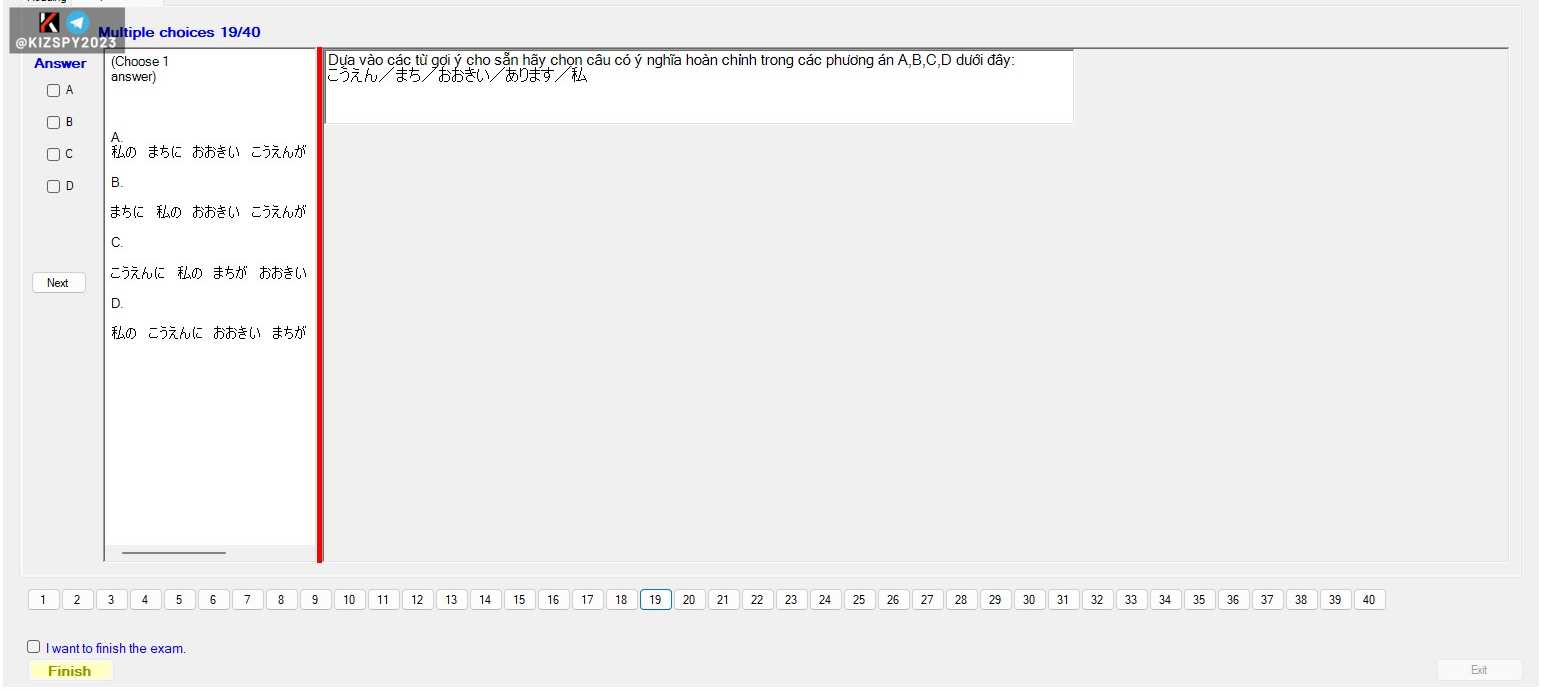 @KIZSPY2023
Multiple choices 19/40
Answer
A
B
C
D
Next
(Choose 1
answer)
A.
私の まちに おおきい こうえんが
B.
まちに 私の おおきい こうえんが
C.
こうえんに 私の まちが おおきい
D.
私の こうえんに おおきい まちが
Dựa vào các từ gợi ý cho sẵn hãy chọn câu có ý nghĩa hoàn chỉnh trong các phương án A,B,C,D dưới đây:
こうえん／まち／おおきい／あります／私
1 2 3 4 5 6 7 8 9 10 11 12 13 14 15 16 17 18 19 20 21 22 23 24 25 26 27 28 29 30 31 32 33 34 35 36 37 38 39 40
I want to finish the exam.
Finish
Exit